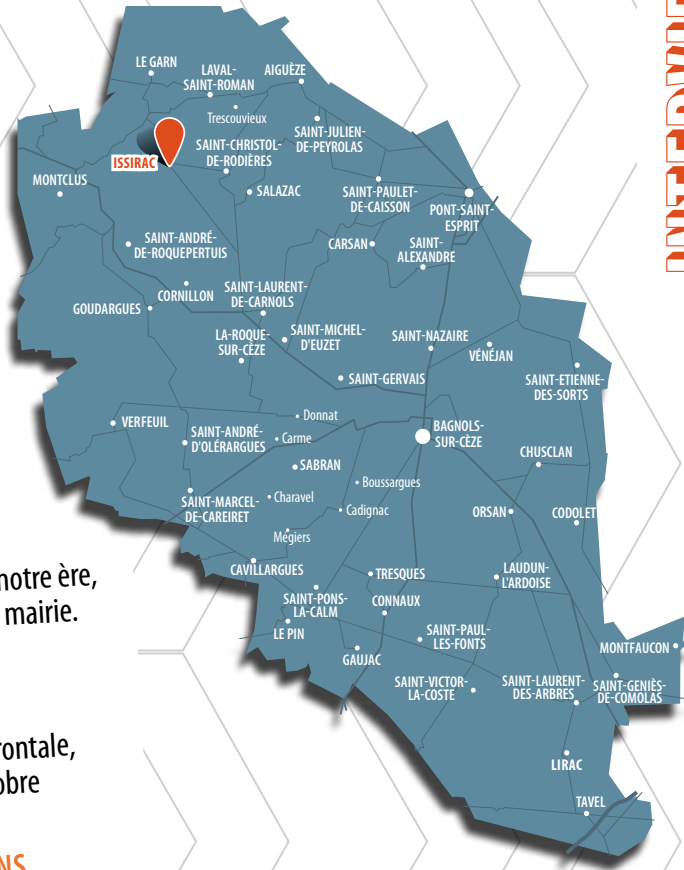 LE GARN
LAVAL-
SAINT-ROMAN
AIGUÈZE
Trescouvieux
SAINT-JULIEN-
DE-PEYROLAS
ISSIRAC
SAINT-CHRISTOL-
DE-RODIÈRES
MONTCLUS
SALAZAC
SAINT-PAULET-
DE-CAISSON
PONT-SAINT-
ESPRIT
SAINT-ANDRÉ-
DE-ROQUEPERTUIS
CARSAN
SAINT-
ALEXANDRE
CORNILLON
SAINT-LAURENT-
DE-CARNOLS
GOUDARGUES
LA-ROQUE-
SUR-CÈZE
SAINT-MICHEL-
D'EUZET
SAINT-NAZAIRE
VÉNÉJAN
SAINT-GERVAIS
SAINT-ETIENNE-
DES-SORTS
VERFEUIL
Donnat
SAINT-ANDRÉ-
D'OLÉRARGUES
Carme
BAGNOLS-
SUR-CÈZE
CHUSCLAN
SABRAN
Boussargues
SAINT-MARCEL-
DE-CAREIRET
Charavel
Cadignac
ORSAN
CODOLET
Mégiers
CAVILLARGUES
TRESQUES
LAUDUN-
L'ARDOISE
SAINT-PONS-
LA-CALM
CONNAUX
LE PIN
SAINT-PAUL-
LES-FONTS
GAUJAC
MONTFAUCON
SAINT-VICTOR-
LA-COSTE
SAINT-LAURENT-
DES-ARBRES
SAINT-GENIÈS-
DE-COMOLAS
LIRAC
TAVEL
notre ère,
mairie.
rontale,
obre
NS